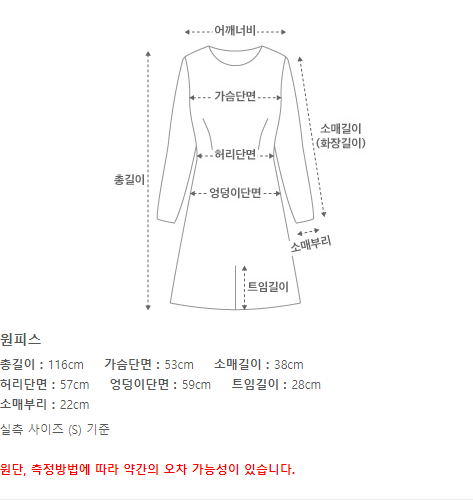 어깨너비
가슴단면
소매길이
(화장길이)
허리단면
총길이
엉덩이단면
소매부리
트임길이
원피스
총길이 : 116cm 가슴단면 : 53cm 소매길이 : 38cm
허리단면 : 57cm 엉덩이단면 : 59cm 트임길이 : 28cm
소매부리 : 22cm
실측 사이즈 (S) 기준
원단, 측정방법에 따라 약간의 오차 가능성이 있습니다.